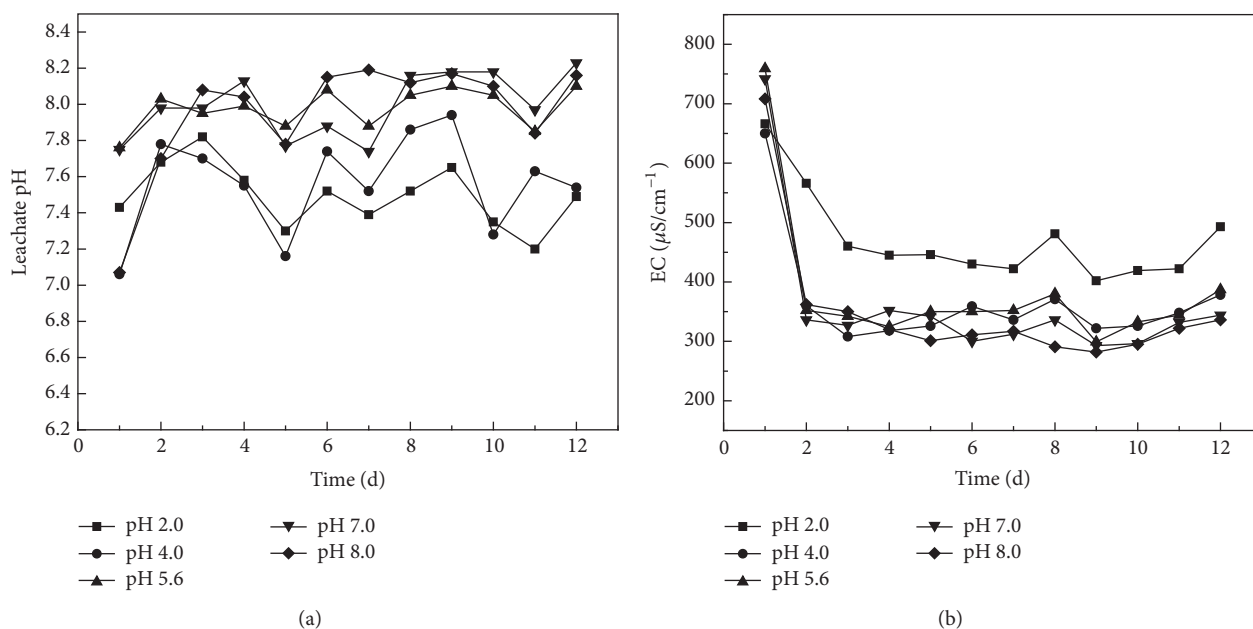 8.4
8.2
8.0
7.8
7.6
7.4
7.2
7.0
6.8
6.6
6.4
6.2
Leachate pH
0 2 4 6 8 10 12
Time (d)
pH 2.0
pH 4.0
pH 5.6
pH 7.0
pH 8.0
(a)
800
700
600
500
400
300
200
EC (μS/cm⁻¹)
0 2 4 6 8 10 12
Time (d)
pH 2.0
pH 4.0
pH 5.6
pH 7.0
pH 8.0
(b)